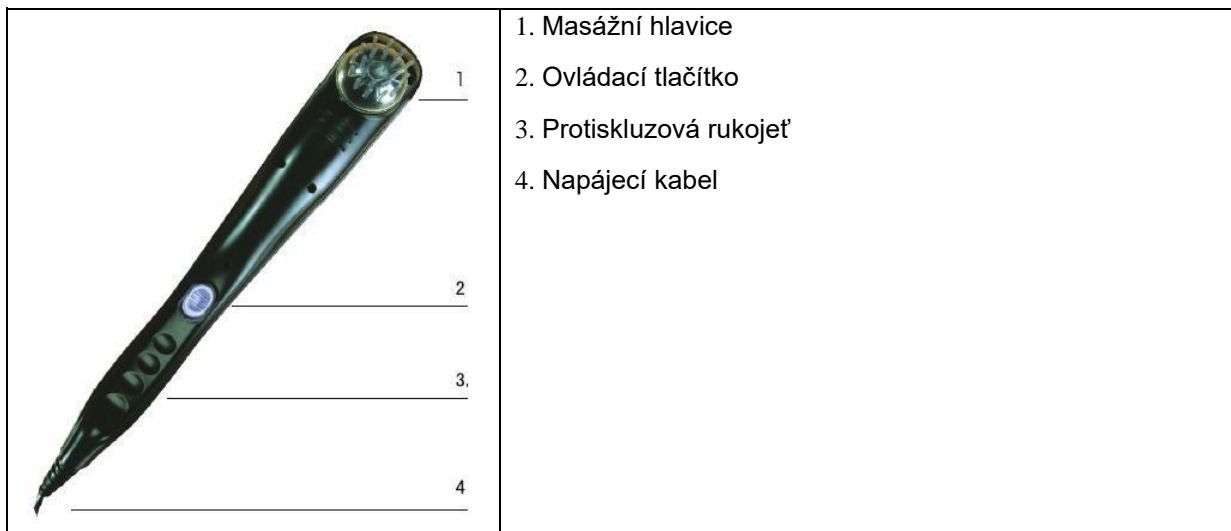 1
2
3.
4
1. Masážní hlavice
2. Ovládací tlačítko
3. Protiskluzová rukojeť
4. Napájecí kabel